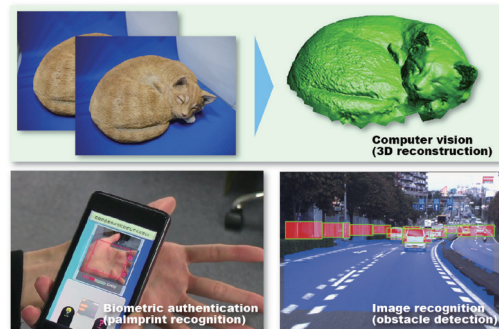 Computer vision
(3D reconstruction)
Biometric authentication
(palmprint recognition)
Image recognition
(obstacle detection)